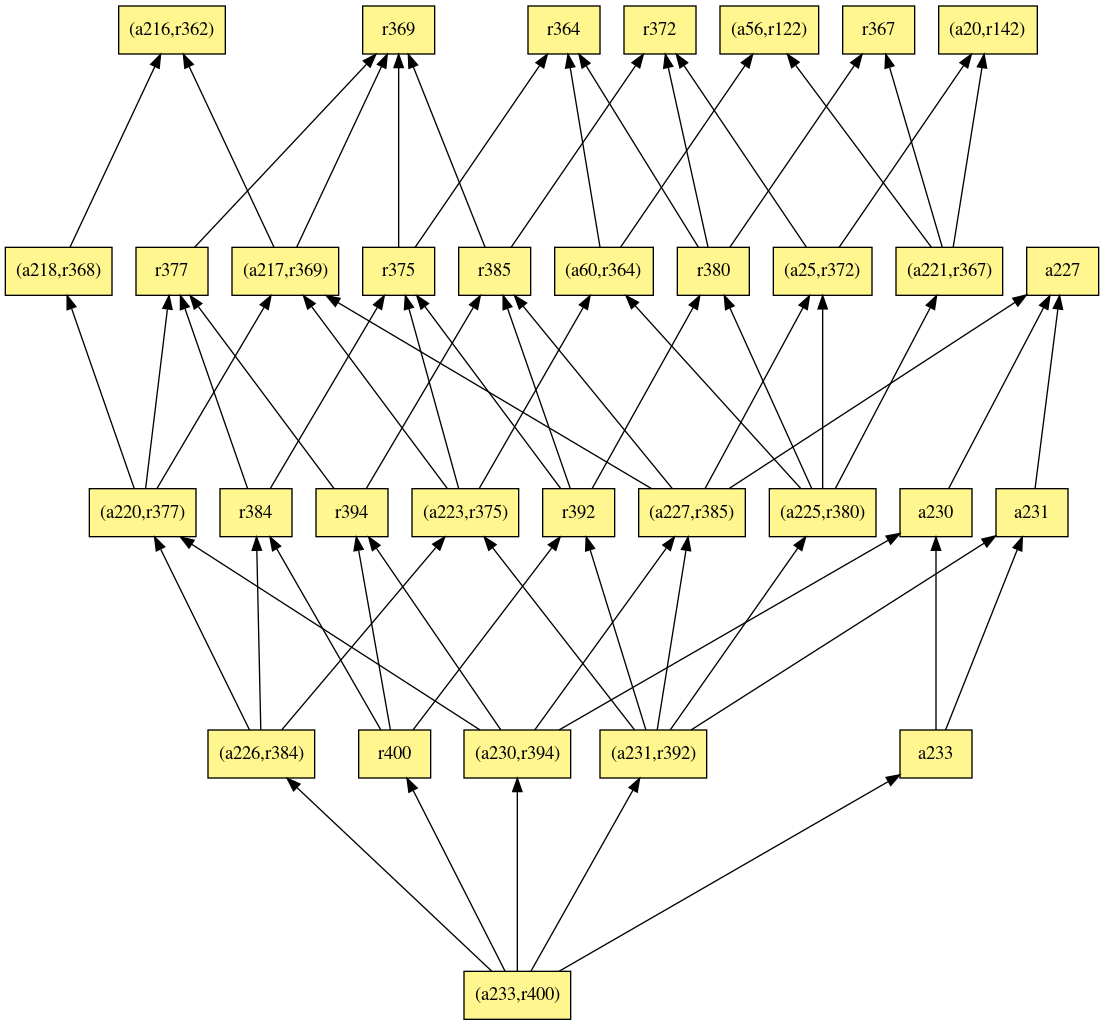 (a216,r362)
r369
r364
r372
(a56,r122)
r367
(a20,r142)
(a218,r368)
r377
(a217,r369)
r375
r385
(a60,r364)
r380
(a25,r372)
(a221,r367)
a227
(a220,r377)
r384
r394
(a223,r375)
r392
(a227,r385)
(a225,r380)
a230
a231
(a226,r384)
r400
(a230,r394)
(a231,r392)
a233
(a233,r400)